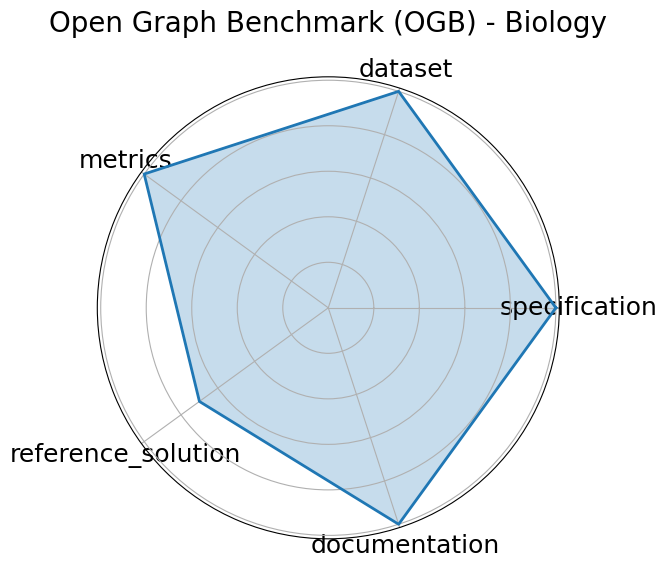 Open Graph Benchmark (OGB) - Biology
dataset
metrics
specification
reference_solution
documentation